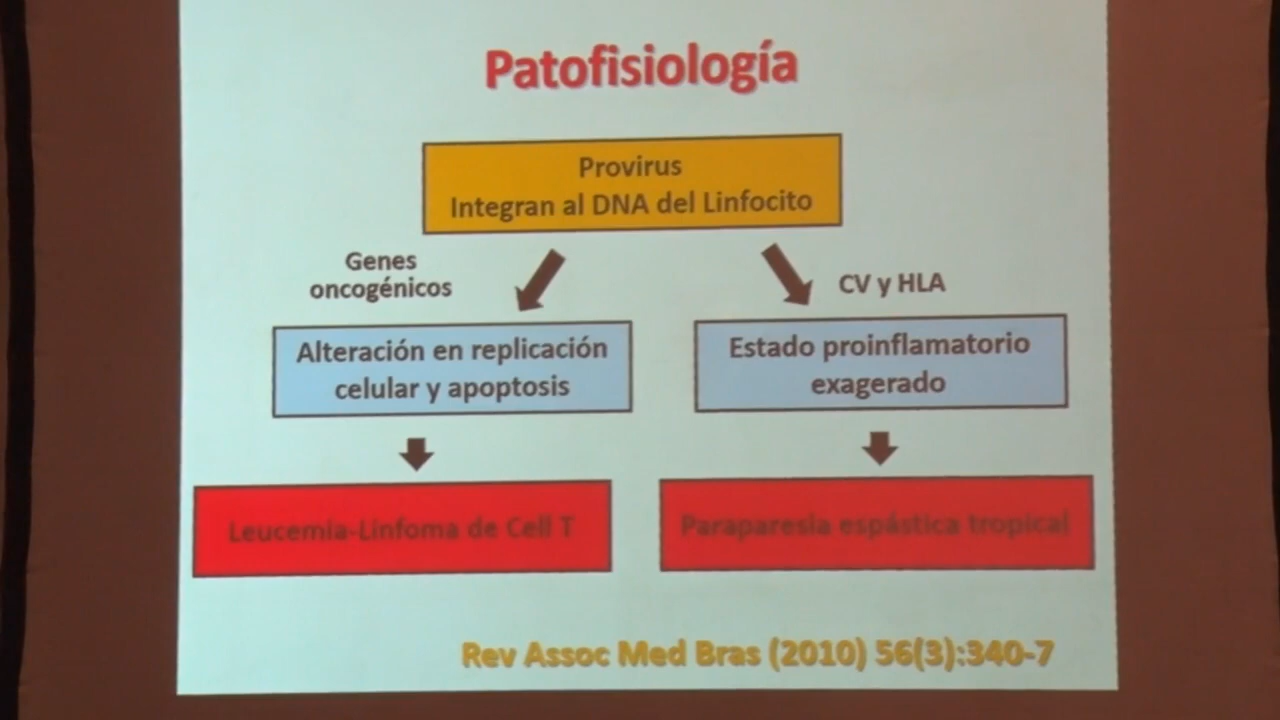 Patofisiología
Provirus
Integran al DNA del Linfocito
Genes
oncogénicos
CV y HLA
Alteración en replicación
celular y apoptosis
Estado proinflamatorio
exagerado
Leucemia-Linfoma de Cell T
Paraparesia espástica tropical
Rev Assoc Med Bras (2010) 56(3):340-7